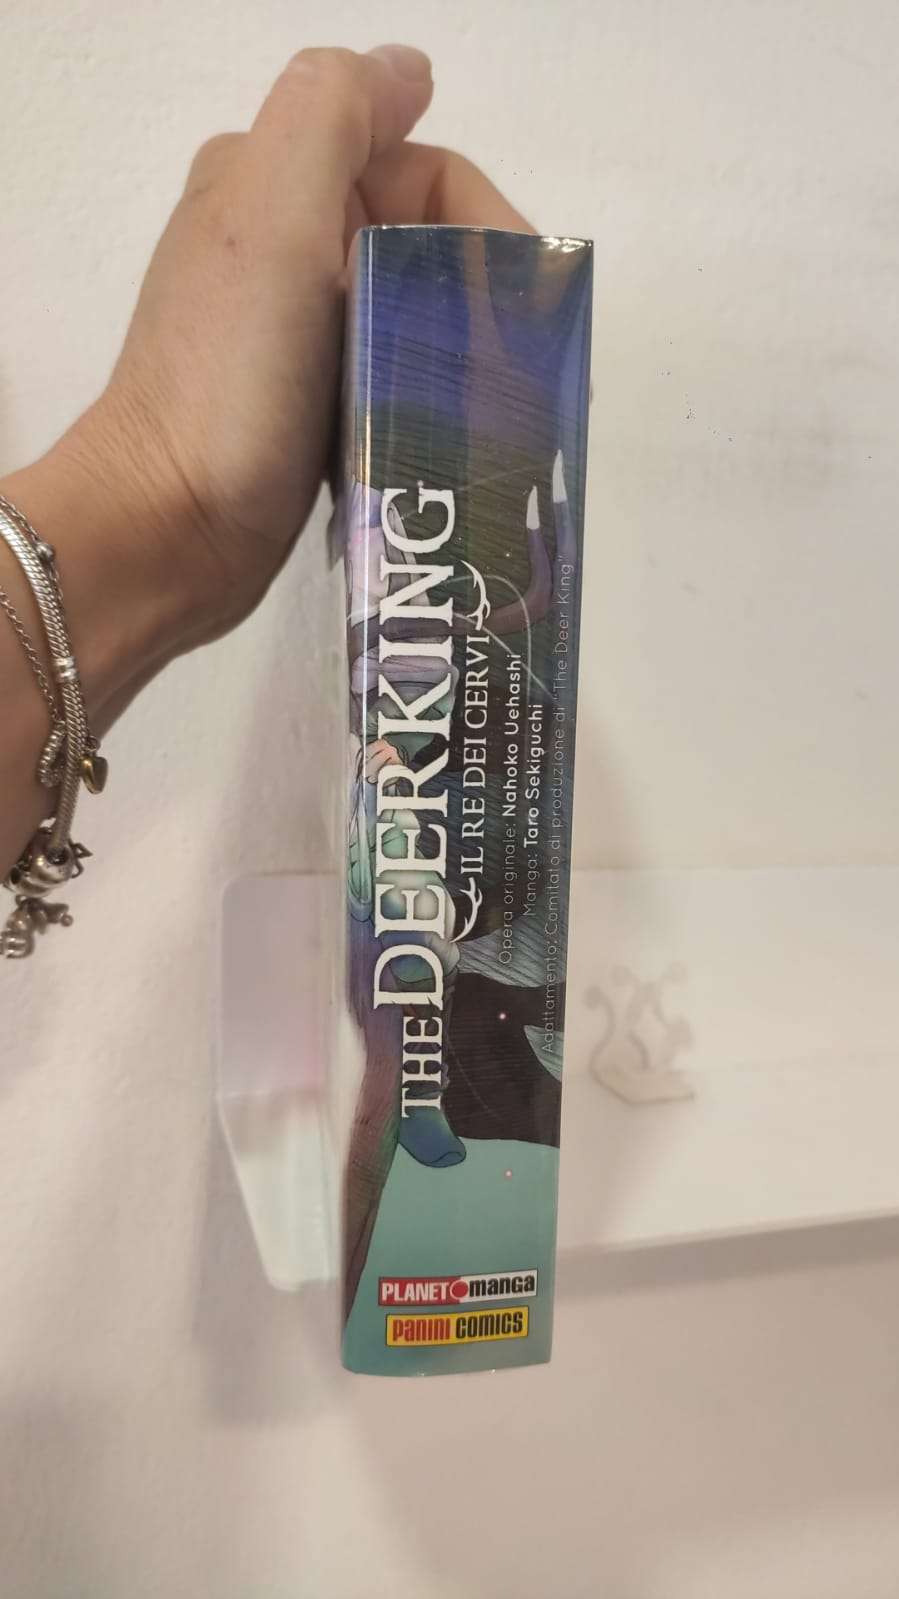 THE DEER KING
IL RE DEI CERVI
Opera originale: Nahoko Uehashi
Manga: Taro Sekiguchi
Adattamento: Comitato di produzione di "The Deer King"
PLANET manga
PANINI COMICS